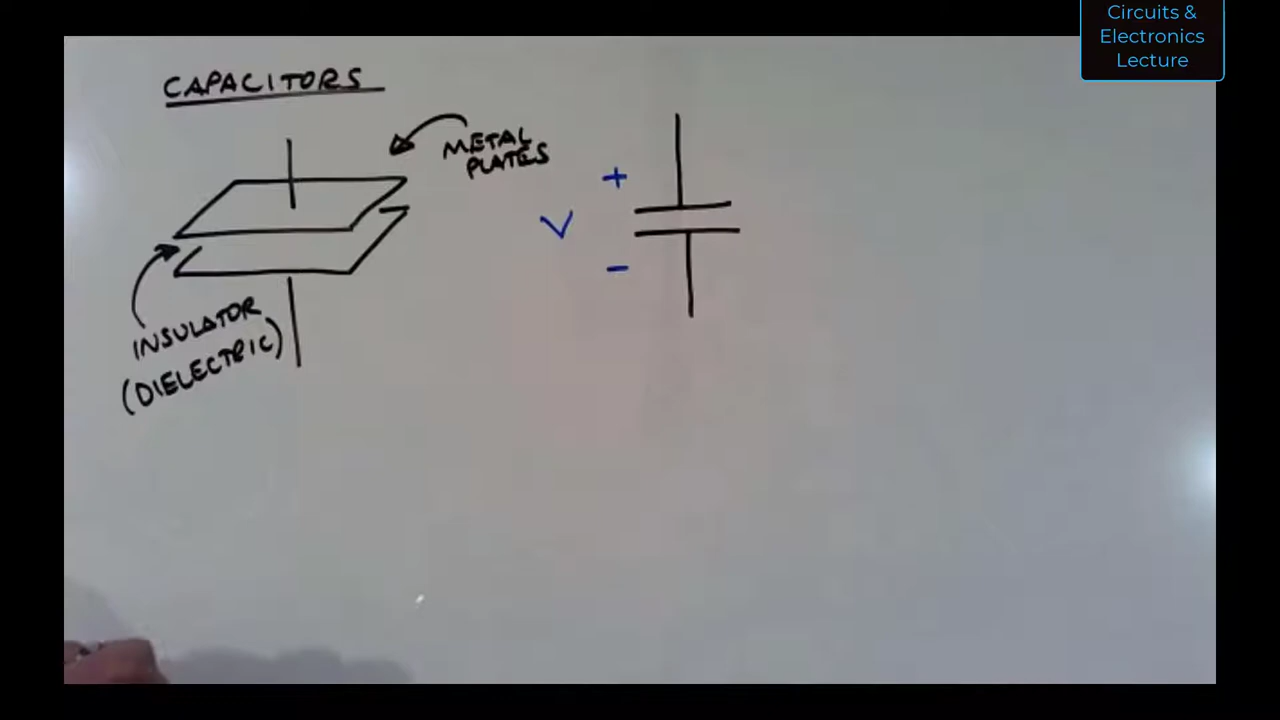 Circuits &
Electronics
Lecture
CAPACITORS
METAL
PLATES
+
V
-
INSULATOR
(DIELECTRIC)